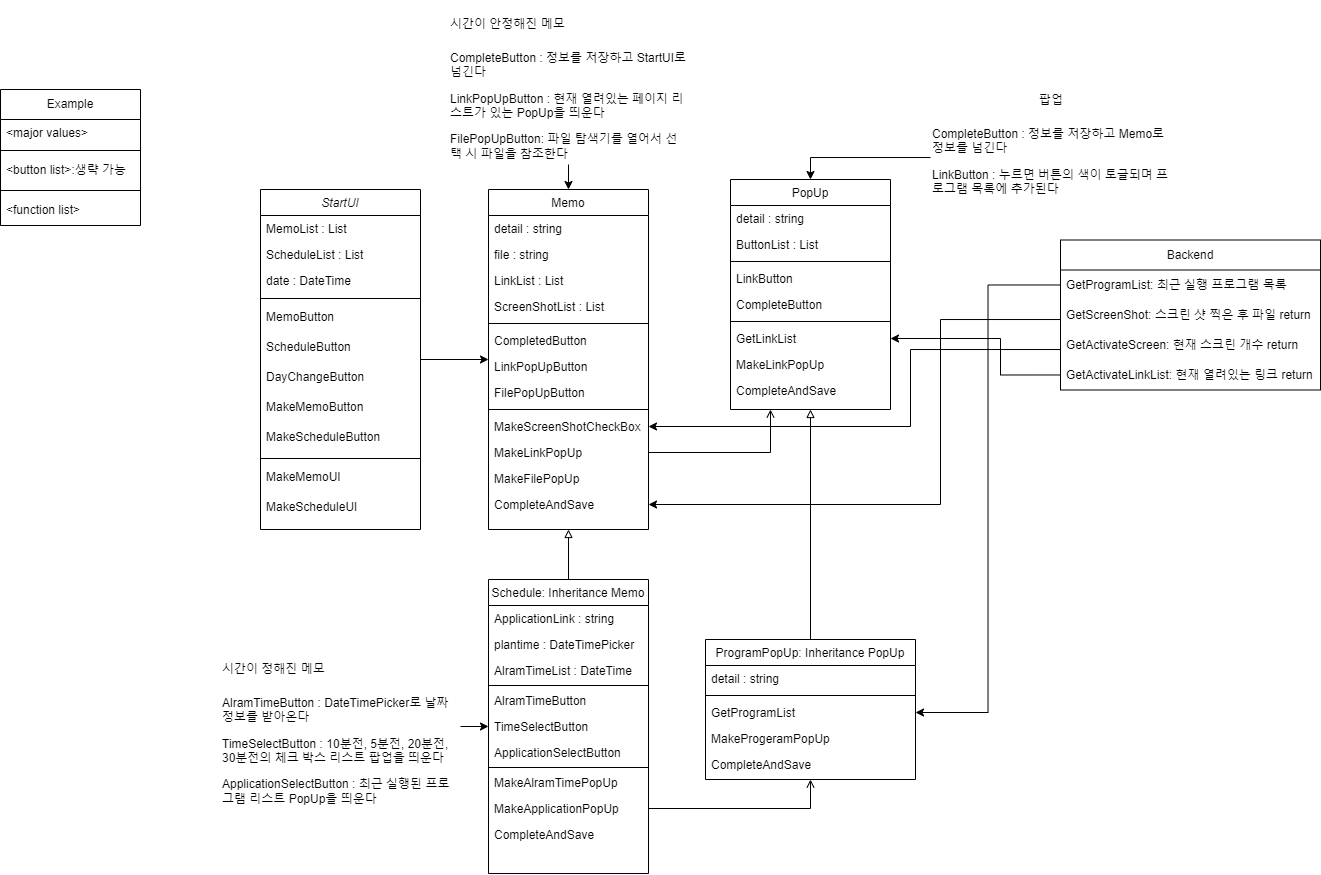 시간이 안정해진 메모
CompleteButton : 정보를 저장하고 StartUI로
넘긴다
LinkPopUpButton : 현재 열려있는 페이지 리
스트가 있는 PopUp을 띄운다
FilePopUpButton: 파일 탐색기를 열어서 선
택 시 파일을 참조한다
Example
<major values>
<button list>:생략 가능
<function list>
팝업
CompleteButton : 정보를 저장하고 Memo로
정보를 넘긴다
LinkButton : 누르면 버튼의 색이 토글되며 프
로그램 목록에 추가된다
StartUI
MemoList : List
ScheduleList : List
date : DateTime
MemoButton
ScheduleButton
DayChangeButton
MakeMemoButton
MakeScheduleButton
MakeMemoUI
MakeScheduleUI
Memo
detail : string
file : string
LinkList : List
ScreenShotList : List
CompletedButton
LinkPopUpButton
FilePopUpButton
MakeScreenShotCheckBox
MakeLinkPopUp
MakeFilePopUp
CompleteAndSave
PopUp
detail : string
ButtonList : List
LinkButton
CompleteButton
GetLinkList
MakeLinkPopUp
CompleteAndSave
Backend
GetProgramList: 최근 실행 프로그램 목록
GetScreenShot: 스크린 샷 찍은 후 파일 return
GetActivateScreen: 현재 스크린 개수 return
GetActivateLinkList: 현재 열려있는 링크 return
시간이 정해진 메모
AlramTimeButton : DateTimePicker로 날짜
정보를 받아온다
TimeSelectButton : 10분전, 5분전, 20분전,
30분전의 체크 박스 리스트 팝업을 띄운다
ApplicationSelectButton : 최근 실행된 프로
그램 리스트 PopUp을 띄운다
Schedule: Inheritance Memo
ApplicationLink : string
plantime : DateTimePicker
AlramTimeList : DateTime
AlramTimeButton
TimeSelectButton
ApplicationSelectButton
MakeAlramTimePopUp
MakeApplicationPopUp
CompleteAndSave
ProgramPopUp: Inheritance PopUp
detail : string
GetProgramList
MakeProgeramPopUp
CompleteAndSave